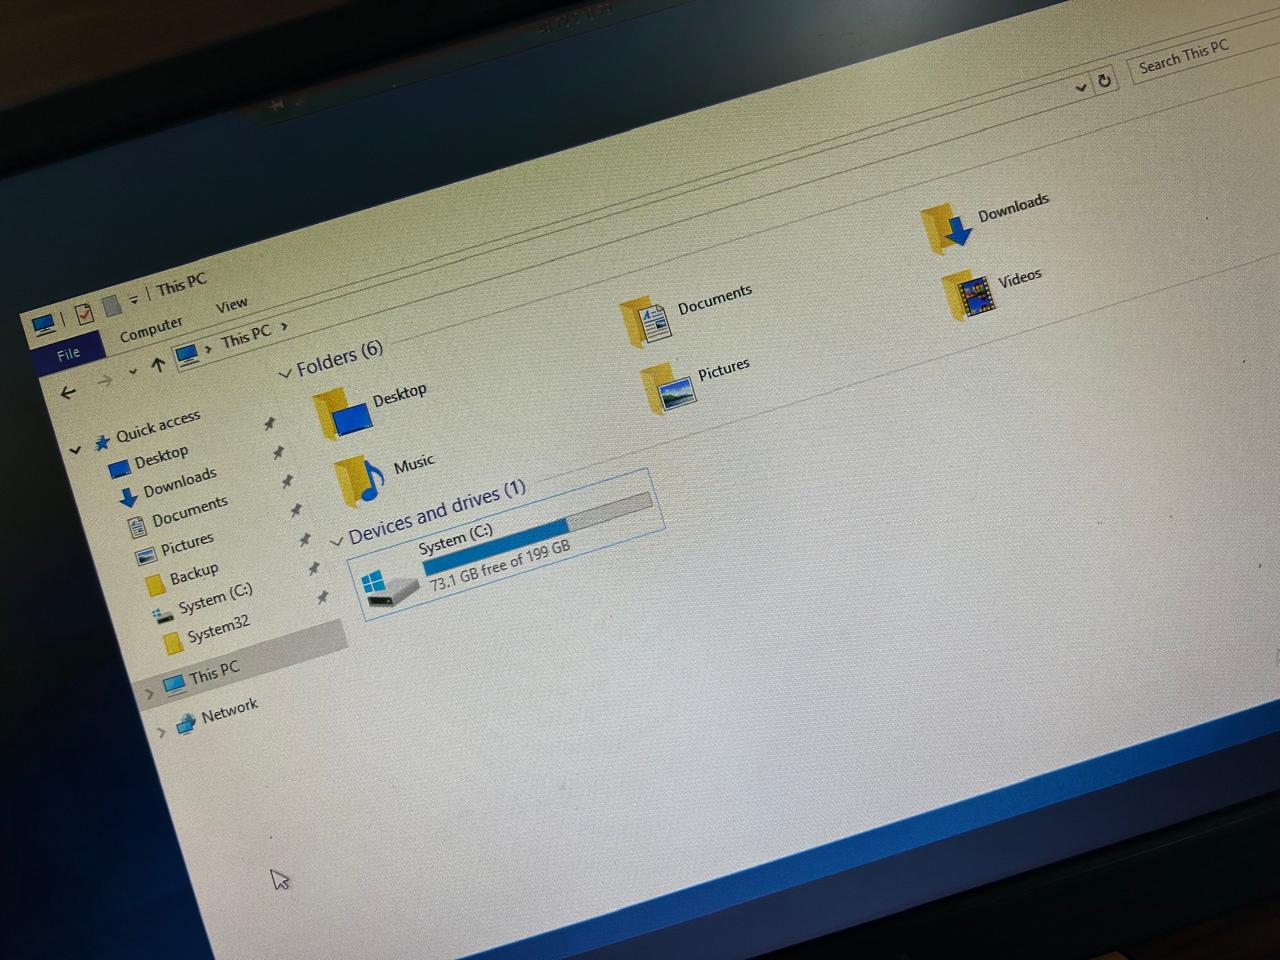 This PC
File
Computer
View
This PC
Search This PC
Quick access
Desktop
Downloads
Documents
Pictures
Backup
System (C:)
System32
This PC
Network
Folders (6)
Desktop
Documents
Downloads
Music
Pictures
Videos
Devices and drives (1)
System (C:)
73.1 GB free of 199 GB